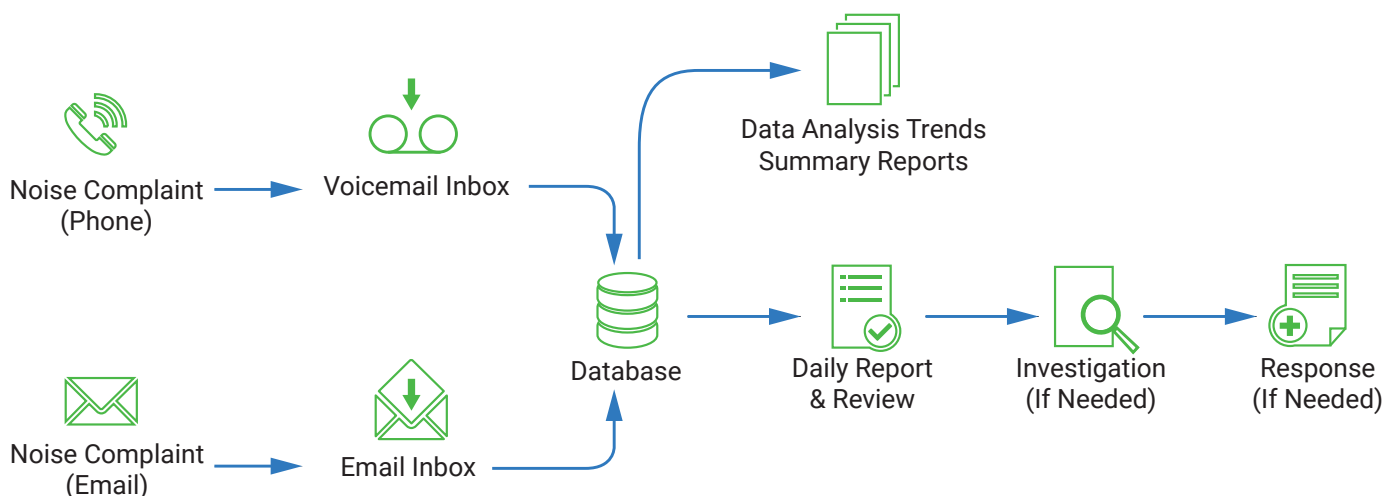 Noise Complaint
(Phone)
Voicemail Inbox
Data Analysis Trends
Summary Reports
Noise Complaint
(Email)
Email Inbox
Database
Daily Report
& Review
Investigation
(If Needed)
Response
(If Needed)